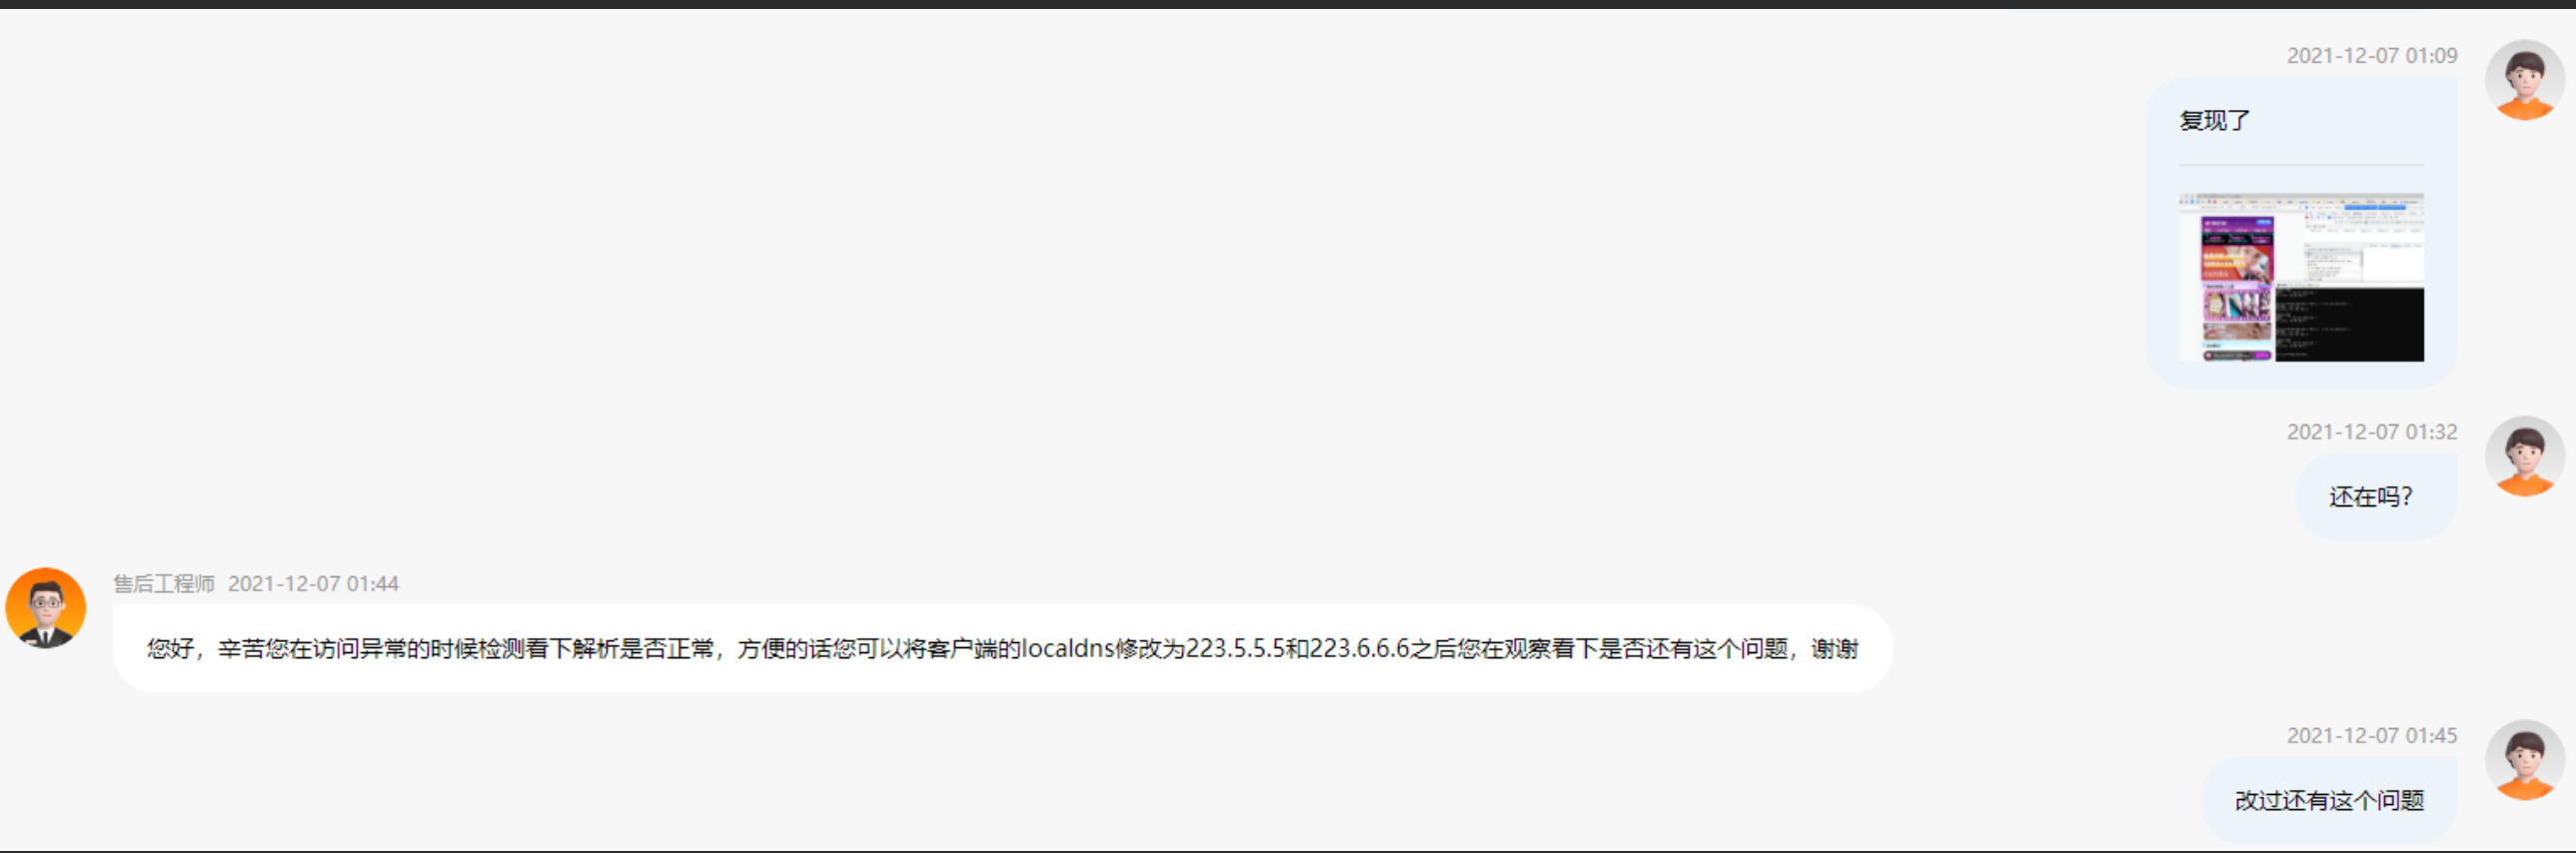 2021-12-07 01:09
复现了
2021-12-07 01:32
还在吗?
售后工程师 2021-12-07 01:44
您好，辛苦您在访问异常的时候检测看下解析是否正常，方便的话您可以将客户端的localdns修改为223.5.5.5和223.6.6.6之后您在观察看下是否还有这个问题，谢谢
2021-12-07 01:45
改过还有这个问题